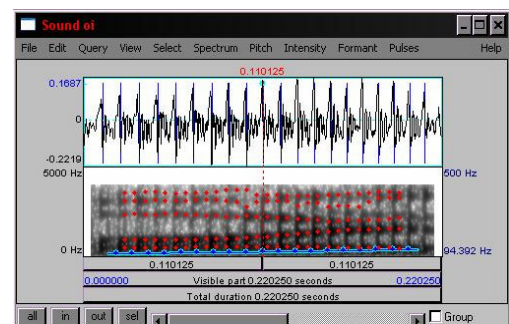 Sound oi
File Edit Query View Select Spectrum Pitch Intensity Formant Pulses Help
0.110125
0.1687
0
-0.2219
5000 Hz
500 Hz
0 Hz
94.392 Hz
0.110125 0.110125
0.000000 Visible part 0.220250 seconds 0.220250
Total duration 0.220250 seconds
all in out sel Group